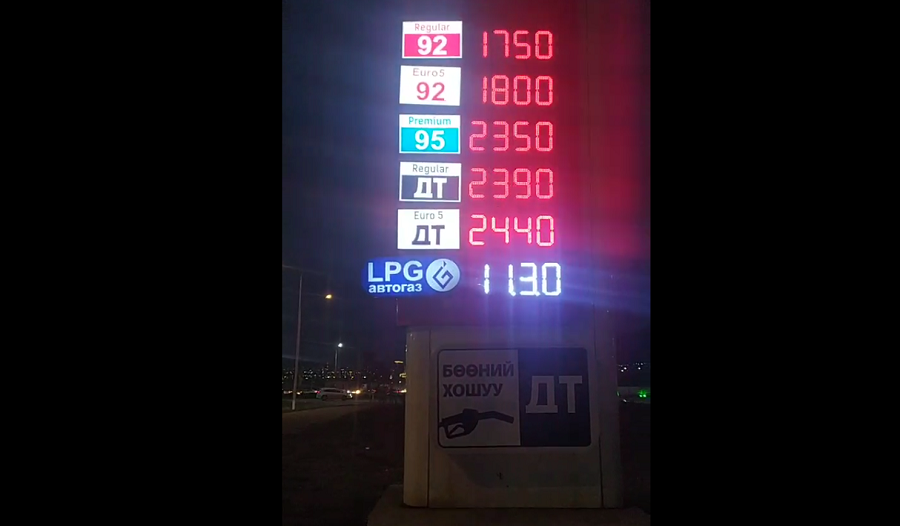 Regular
92 1750
Euro5
92 1800
Premium
95 2350
Regular
ДТ 2390
Euro 5
ДТ 2440
LPG 113.0
автогаз
БӨӨНИЙ
ХОШУУ
ДТ